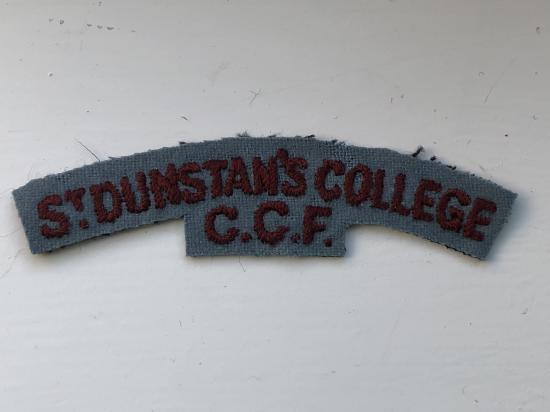 ST. DUNSTAN'S COLLEGE
C.C.F.